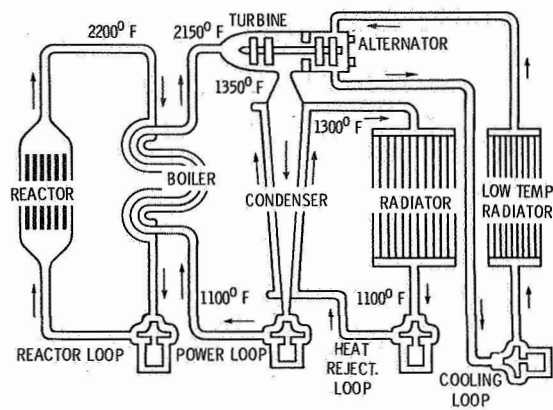 TURBINE
2200⁰ F
2150⁰ F
ALTERNATOR
1350⁰ F
1300⁰ F
REACTOR
BOILER
CONDENSER
RADIATOR
LOW TEMP
RADIATOR
1100⁰ F
1100⁰ F
REACTOR LOOP
POWER LOOP
HEAT
REJECT.
LOOP
COOLING
LOOP